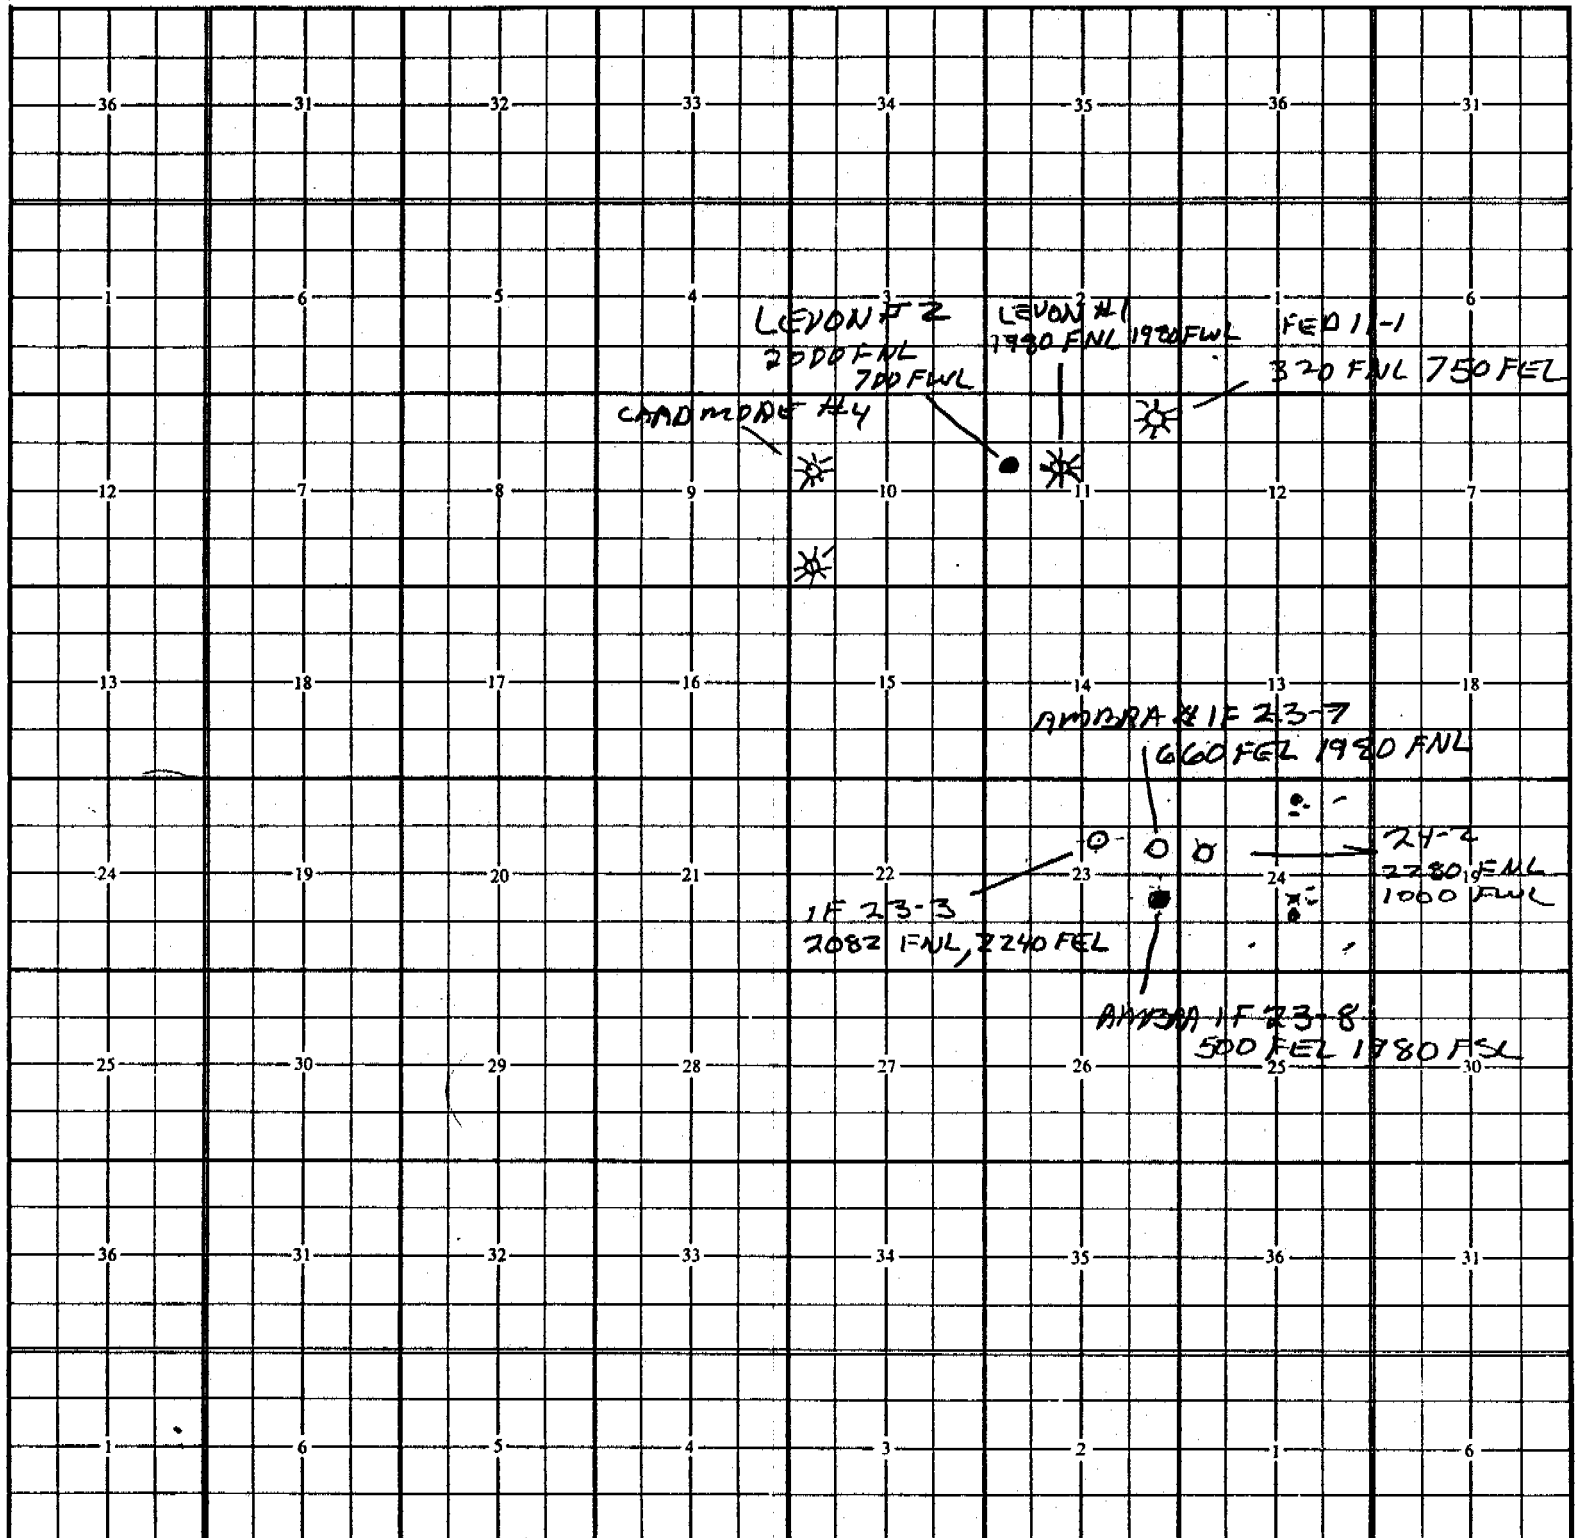 36 31 32 33 34 35 36 31
1 6 5 4 3 2 1 6
LEVON # 2
2000 FNL
700 FWL
LEVON #1
1980 FNL 1980 FWL
FED 11-1
320 FNL 750 FEL
#4
12 7 8 9 10 11 12 7
13 18 17 16 15 14 13 18
AMBRA #1F 23-7
660 FEL 1980 FNL
24 19 20 21 22 23 24 19
24-2
2280 FNL
1000 FWL
1F 23-3
2082 FNL, 2240 FEL
AMBRA 1F 23-8
500 FEL 1980 FSL
25 30 29 28 27 26 25 30
36 31 32 33 34 35 36 31
1 6 5 4 3 2 1 6